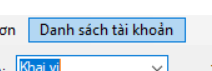 ơn Danh sách tài khoản
Khai vị